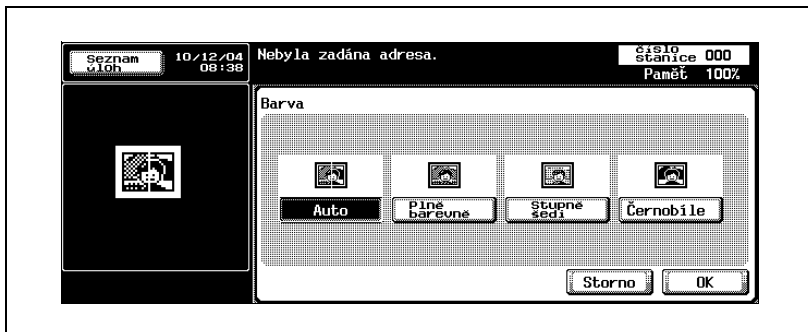 Seznam
úloh
10/12/04
08:38
Nebyla zadána adresa.
číslo
stanice 000
Paměť 100%
Barva
Auto
Plně
barevně
Stupně
šedi
Černobíle
Storno
OK